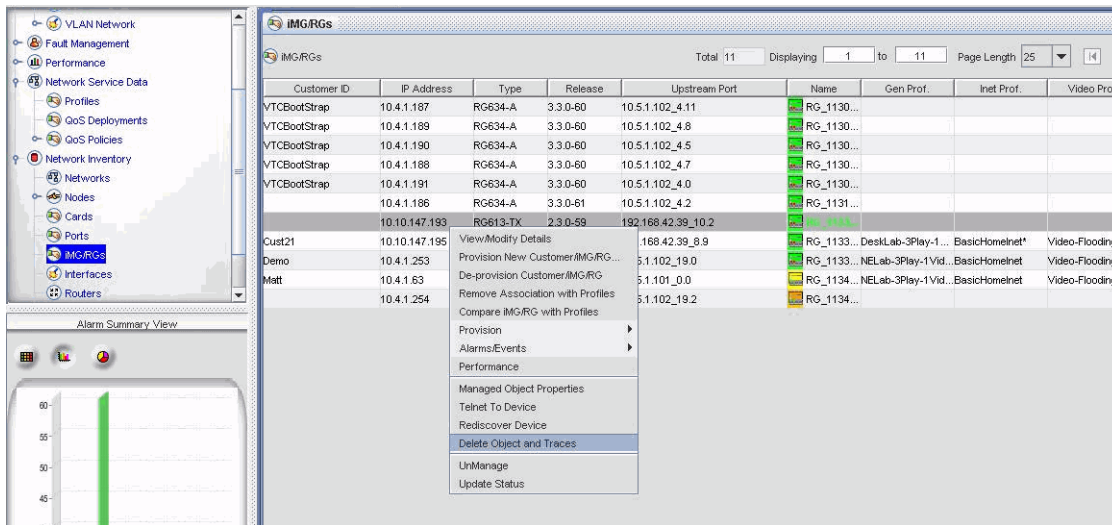 VLAN Network
Fault Management
Performance
Network Service Data
Profiles
QoS Deployments
QoS Policies
Network Inventory
Networks
Nodes
Cards
Ports
iMG/RGs
Interfaces
Routers
Alarm Summary View
60
55
50
45
iMG/RGs
iMG/RGs Total 11 Displaying 1 to 11 Page Length 25
Customer ID IP Address Type Release Upstream Port Name Gen Prof. Inet Prof. Video Pro
VTCBootStrap 10.4.1.187 RG634-A 3.3.0-60 10.5.1.102_4.11 RG_1130...
VTCBootStrap 10.4.1.189 RG634-A 3.3.0-60 10.5.1.102_4.8 RG_1130...
VTCBootStrap 10.4.1.190 RG634-A 3.3.0-60 10.5.1.102_4.5 RG_1130...
VTCBootStrap 10.4.1.188 RG634-A 3.3.0-60 10.5.1.102_4.7 RG_1130...
VTCBootStrap 10.4.1.191 RG634-A 3.3.0-60 10.5.1.102_4.0 RG_1130...
10.4.1.186 RG634-A 3.3.0-61 10.5.1.102_4.2 RG_1131...
10.10.147.193 RG613-TX 2.3.0-59 192.168.42.39_10.2
Cust21 10.10.147.195 .168.42.39_8.9 RG_1133... DeskLab-3Play-1... BasicHomeInet* Video-Flooding
Demo 10.4.1.253 5.1.102_19.0 RG_1133... NELab-3Play-1Vid... BasicHomeInet Video-Flooding
Matt 10.4.1.63 5.1.101_0.0 RG_1134... NELab-3Play-1Vid... BasicHomeInet Video-Flooding
10.4.1.254 5.1.102_19.2 RG_1134...
View/Modify Details
Provision New Customer/iMG/RG...
De-provision Customer/iMG/RG
Remove Association with Profiles
Compare iMG/RG with Profiles
Provision
Alarms/Events
Performance
Managed Object Properties
Telnet To Device
Rediscover Device
Delete Object and Traces
UnManage
Update Status